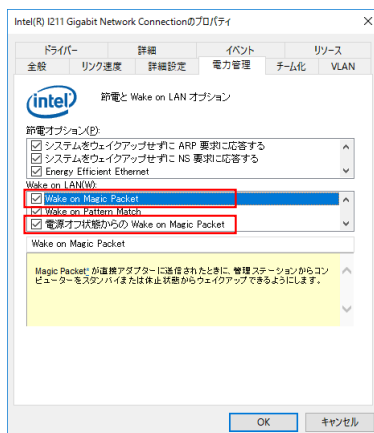 Intel(R) I211 Gigabit Network Connectionのプロパティ
ドライバー 詳細 イベント リソース
全般 リンク速度 詳細設定 電力管理 チーム化 VLAN
intel
節電と Wake on LAN オプション
節電オプション(P):
システムをウェイクアップせずに ARP 要求に応答する
システムをウェイクアップせずに NS 要求に応答する
Energy Efficient Ethernet
Wake on LAN(W):
Wake on Magic Packet
Wake on Pattern Match
電源オフ状態からの Wake on Magic Packet
Wake on Magic Packet
Magic Packet* が直接アダプターに送信されたときに、管理ステーションからコン
ピューターをスタンバイまたは休止状態からウェイクアップできるようにします。
OK キャンセル